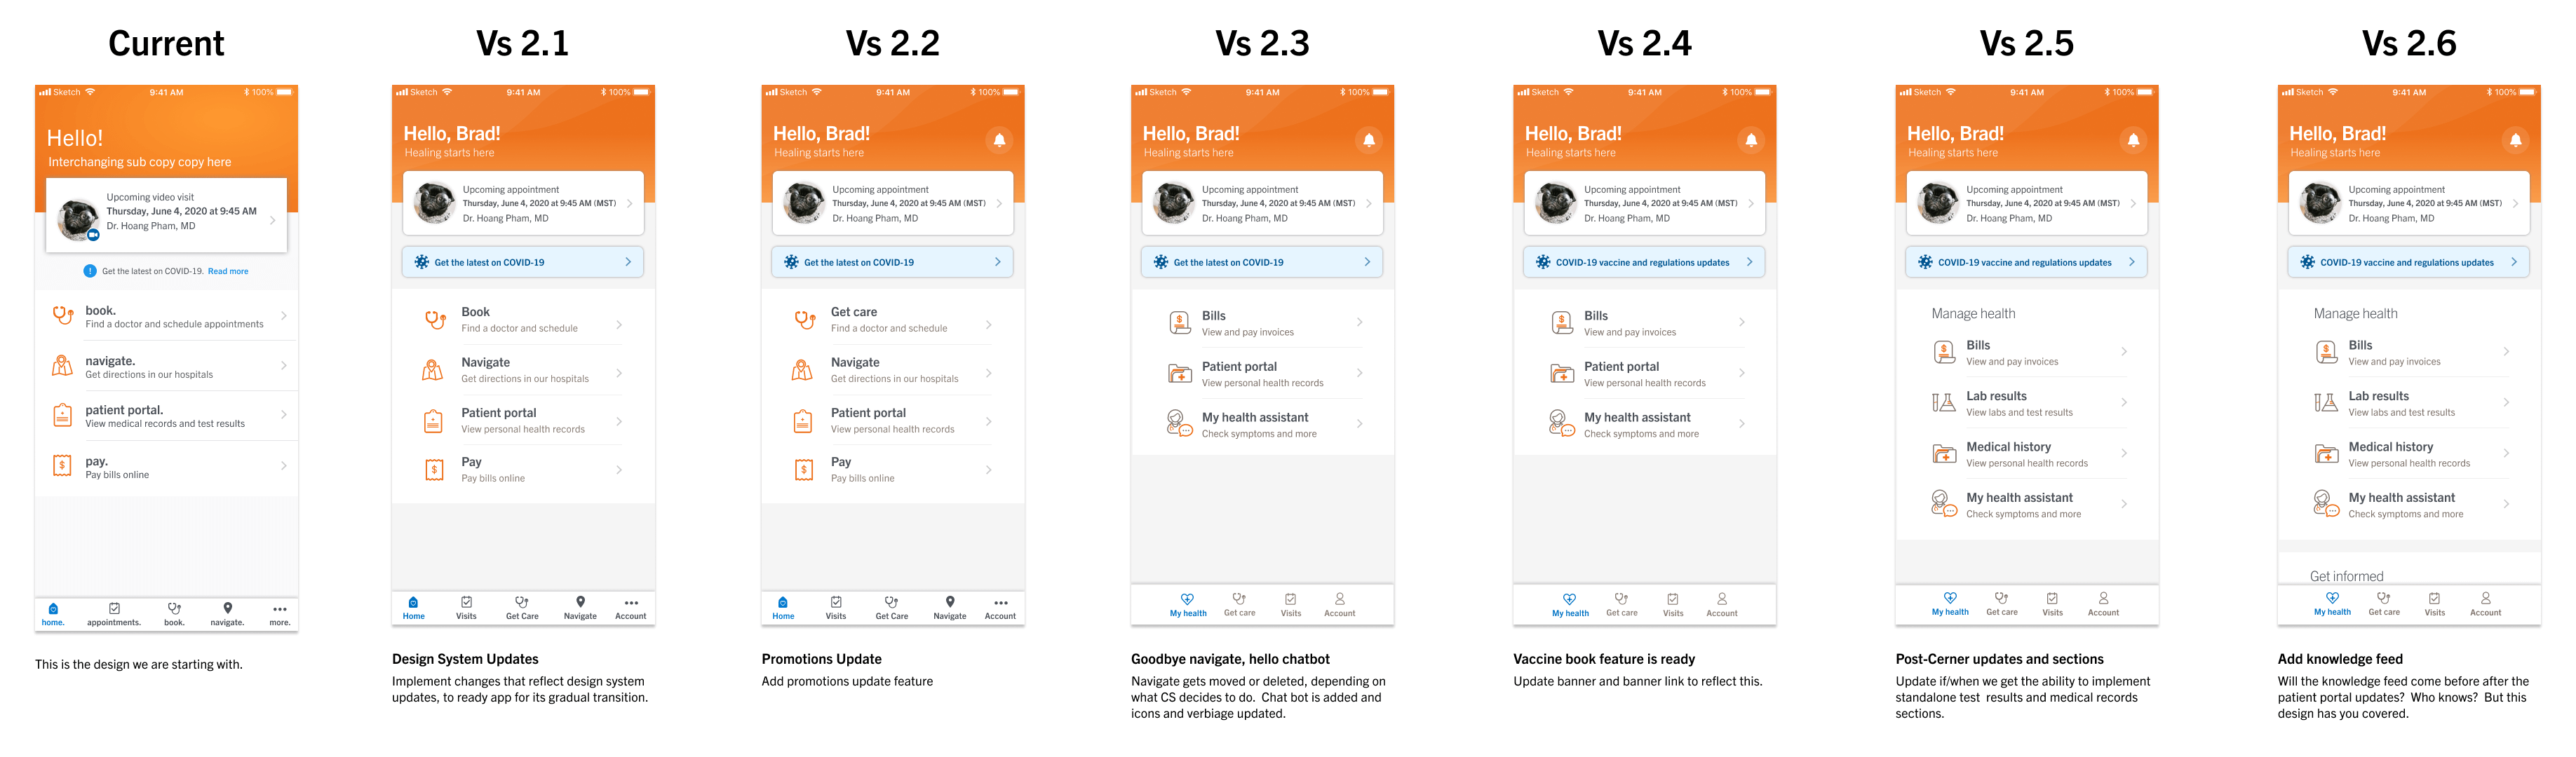 Current
Sketch 9:41 AM 100%
Hello!
Interchanging sub copy copy here
Upcoming video visit
Thursday, June 4, 2020 at 9:45 AM
Dr. Hoang Pham, MD
Get the latest on COVID-19. Read more
book.
Find a doctor and schedule appointments
navigate.
Get directions in our hospitals
patient portal.
View medical records and test results
pay.
Pay bills online
home. appointments. book. navigate. more.
This is the design we are starting with.
Vs 2.1
Sketch 9:41 AM 100%
Hello, Brad!
Healing starts here
Upcoming appointment
Thursday, June 4, 2020 at 9:45 AM (MST)
Dr. Hoang Pham, MD
Get the latest on COVID-19
Book
Find a doctor and schedule
Navigate
Get directions in our hospitals
Patient portal
View personal health records
Pay
Pay bills online
Home Visits Get Care Navigate Account
Design System Updates
Implement changes that reflect design system
updates, to ready app for its gradual transition.
Vs 2.2
Sketch 9:41 AM 100%
Hello, Brad!
Healing starts here
Upcoming appointment
Thursday, June 4, 2020 at 9:45 AM (MST)
Dr. Hoang Pham, MD
Get the latest on COVID-19
Get care
Find a doctor and schedule
Navigate
Get directions in our hospitals
Patient portal
View personal health records
Pay
Pay bills online
Home Visits Get Care Navigate Account
Promotions Update
Add promotions update feature
Vs 2.3
Sketch 9:41 AM 100%
Hello, Brad!
Healing starts here
Upcoming appointment
Thursday, June 4, 2020 at 9:45 AM (MST)
Dr. Hoang Pham, MD
Get the latest on COVID-19
Bills
View and pay invoices
Patient portal
View personal health records
My health assistant
Check symptoms and more
My health Get care Visits Account
Goodbye navigate, hello chatbot
Navigate gets moved or deleted, depending on
what CS decides to do. Chat bot is added and
icons and verbiage updated.
Vs 2.4
Sketch 9:41 AM 100%
Hello, Brad!
Healing starts here
Upcoming appointment
Thursday, June 4, 2020 at 9:45 AM (MST)
Dr. Hoang Pham, MD
COVID-19 vaccine and regulations updates
Bills
View and pay invoices
Patient portal
View personal health records
My health assistant
Check symptoms and more
My health Get care Visits Account
Vaccine book feature is ready
Update banner and banner link to reflect this.
Vs 2.5
Sketch 9:41 AM 100%
Hello, Brad!
Healing starts here
Upcoming appointment
Thursday, June 4, 2020 at 9:45 AM (MST)
Dr. Hoang Pham, MD
COVID-19 vaccine and regulations updates
Manage health
Bills
View and pay invoices
Lab results
View labs and test results
Medical history
View personal health records
My health assistant
Check symptoms and more
My health Get care Visits Account
Post-Cerner updates and sections
Update if/when we get the ability to implement
standalone test results and medical records
sections.
Vs 2.6
Sketch 9:41 AM 100%
Hello, Brad!
Healing starts here
Upcoming appointment
Thursday, June 4, 2020 at 9:45 AM (MST)
Dr. Hoang Pham, MD
COVID-19 vaccine and regulations updates
Manage health
Bills
View and pay invoices
Lab results
View labs and test results
Medical history
View personal health records
My health assistant
Check symptoms and more
Get informed
My health Get care Visits Account
Add knowledge feed
Will the knowledge feed come before after the
patient portal updates? Who knows? But this
design has you covered.